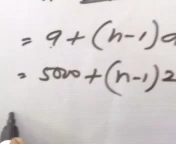 = a + (n-1)d
= 5000 + (n-1) 2